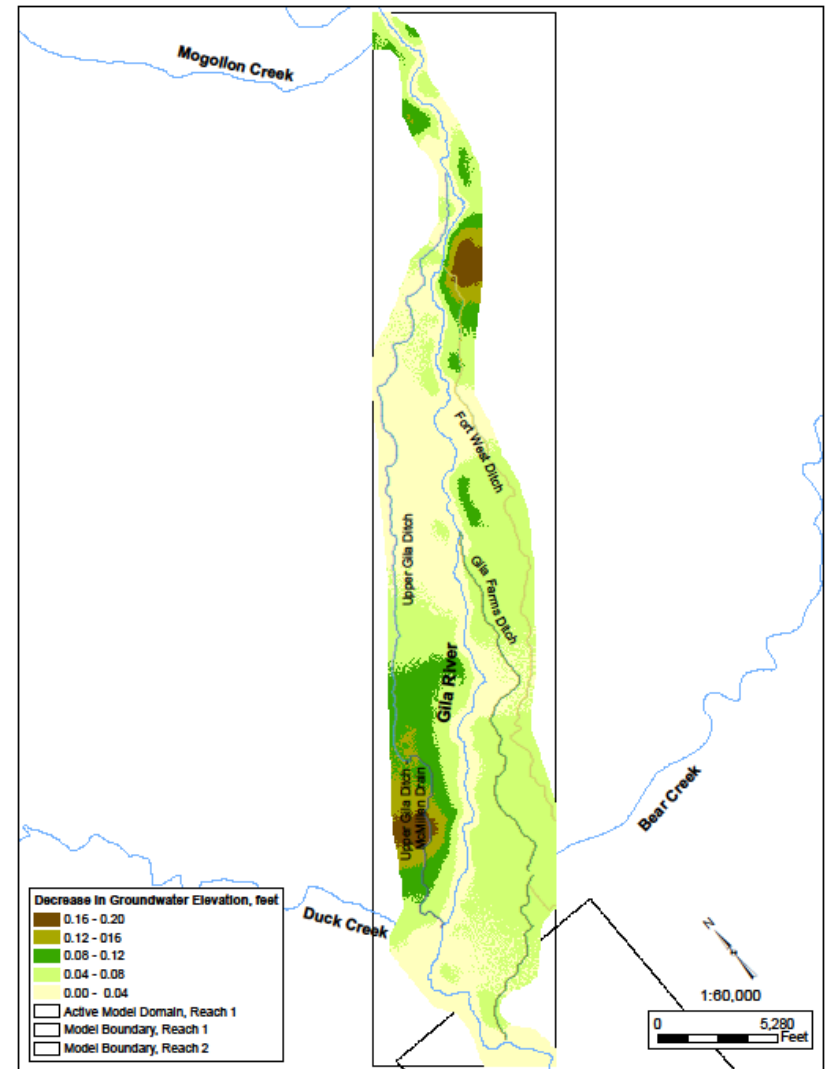 Mogollon Creek
Fort West Ditch
Upper Gila Ditch
Gila Farms Ditch
Gila River
Upper Gila Ditch -
McMillen Drain
Bear Creek
Duck Creek
Decrease in Groundwater Elevation, feet
0.16 - 0.20
0.12 - 016
0.08 - 0.12
0.04 - 0.08
0.00 - 0.04
Active Model Domain, Reach 1
Model Boundary, Reach 1
Model Boundary, Reach 2
N
1:60,000
0 5,280
Feet